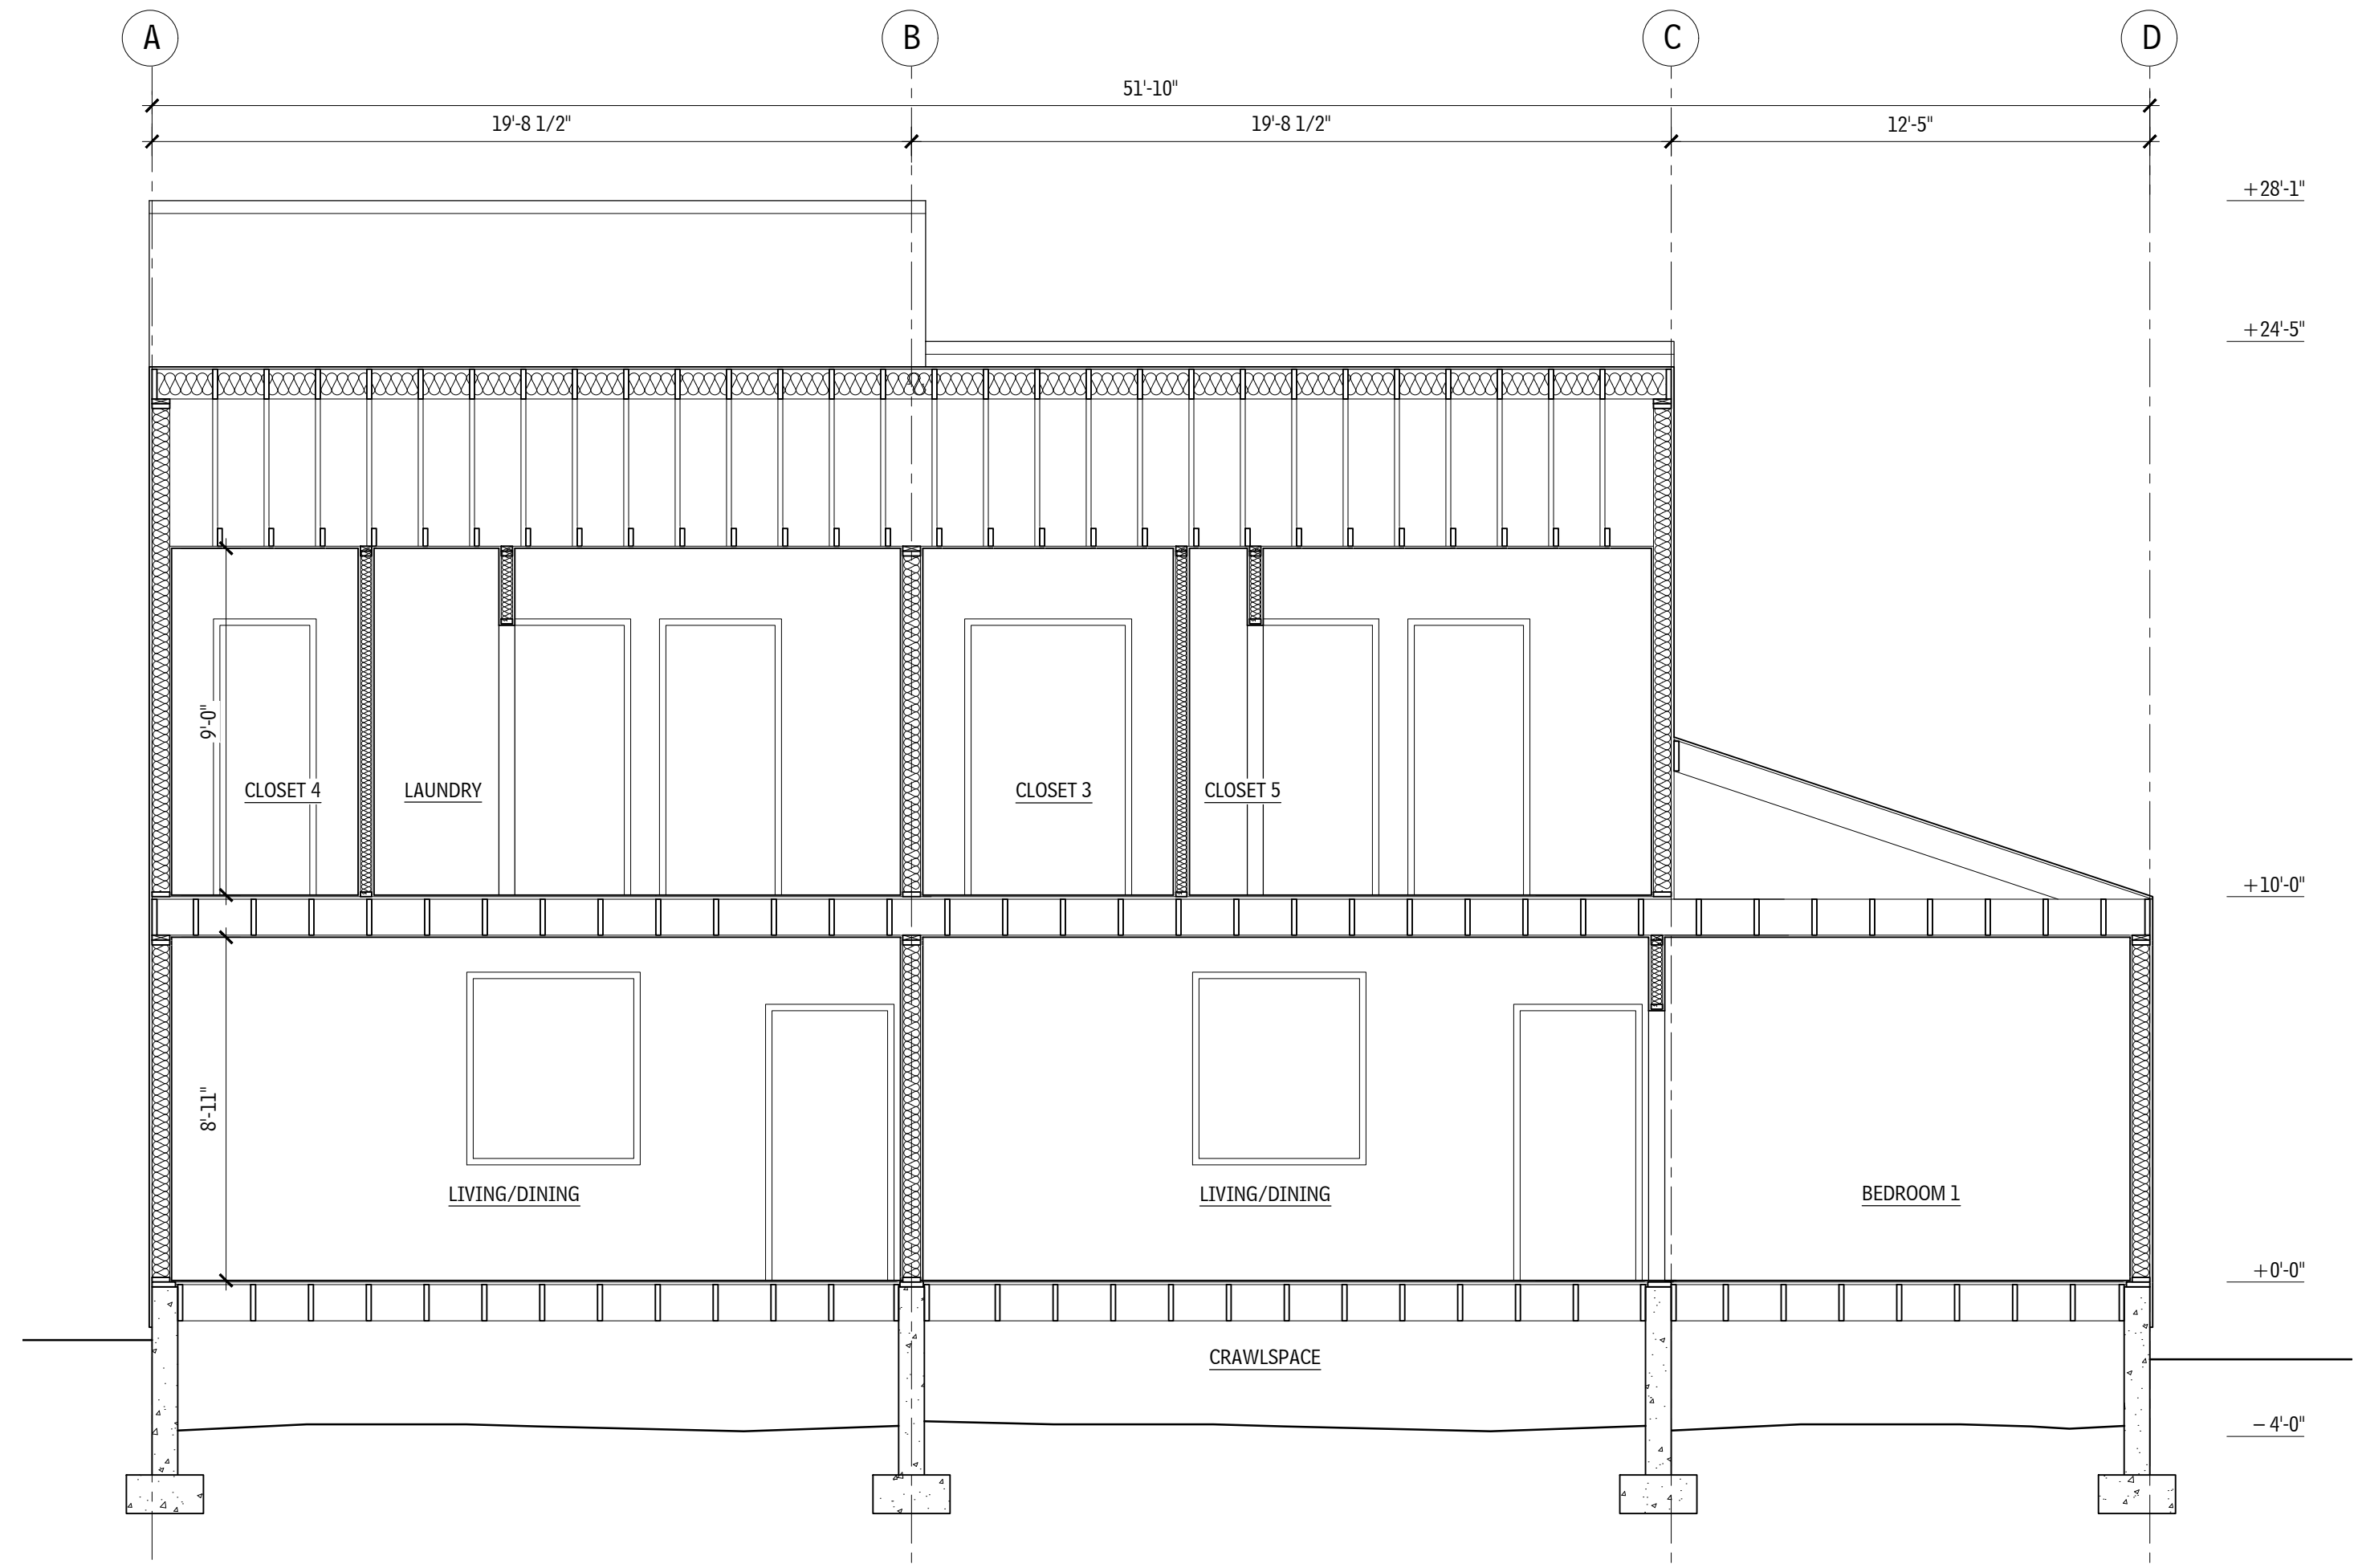 A
B
C
D
51'-10"
19'-8 1/2"
19'-8 1/2"
12'-5"
+28'-1"
+24'-5"
9'-0"
CLOSET 4
LAUNDRY
CLOSET 3
CLOSET 5
+10'-0"
8'-11"
LIVING/DINING
LIVING/DINING
BEDROOM 1
+0'-0"
CRAWLSPACE
− 4'-0"